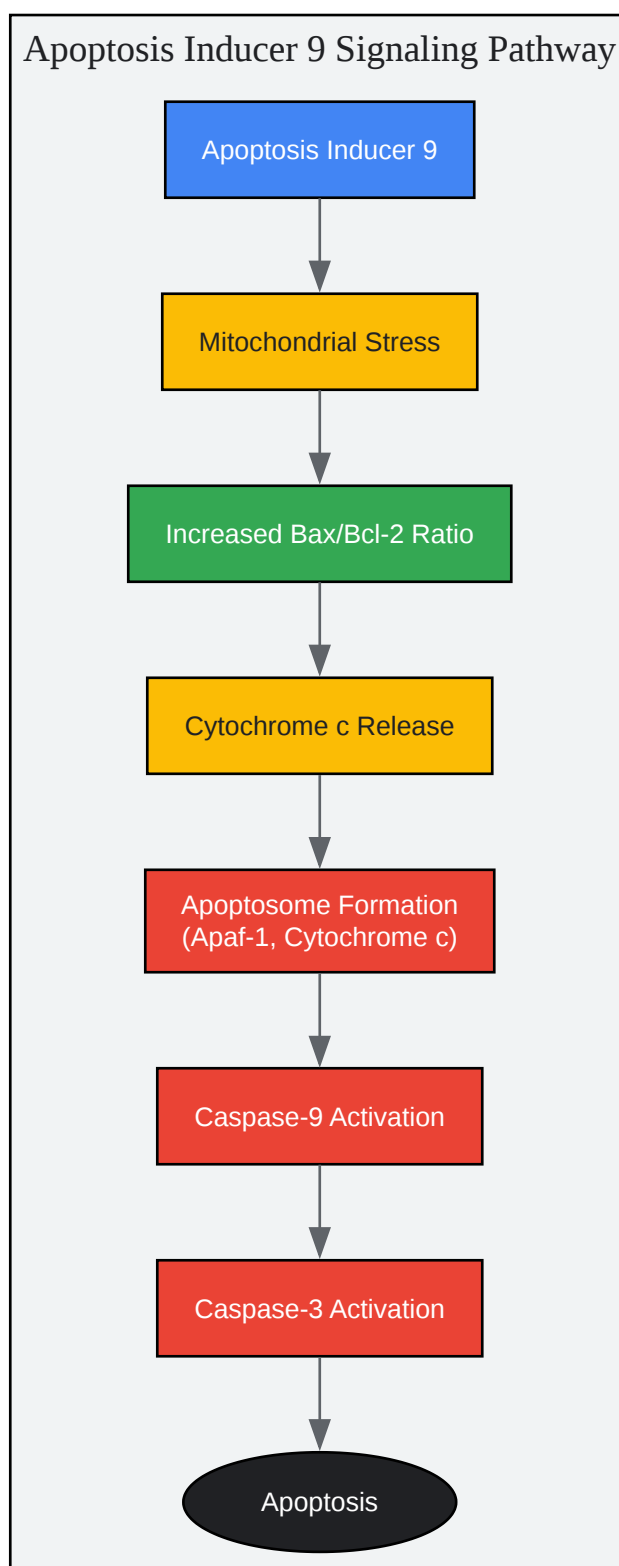 Apoptosis Inducer 9 Signaling Pathway
Apoptosis Inducer 9
Mitochondrial Stress
Increased Bax/Bcl-2 Ratio
Cytochrome c Release
Apoptosome Formation
(Apaf-1, Cytochrome c)
Caspase-9 Activation
Caspase-3 Activation
Apoptosis